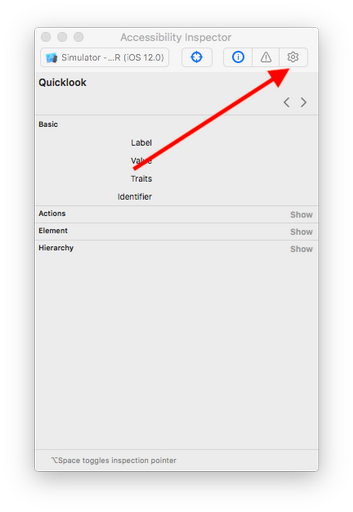 Accessibility Inspector
Simulator -...R (iOS 12.0)
Quicklook
Basic
Label
Value
Traits
Identifier
Actions Show
Element Show
Hierarchy Show
⌥Space toggles inspection pointer